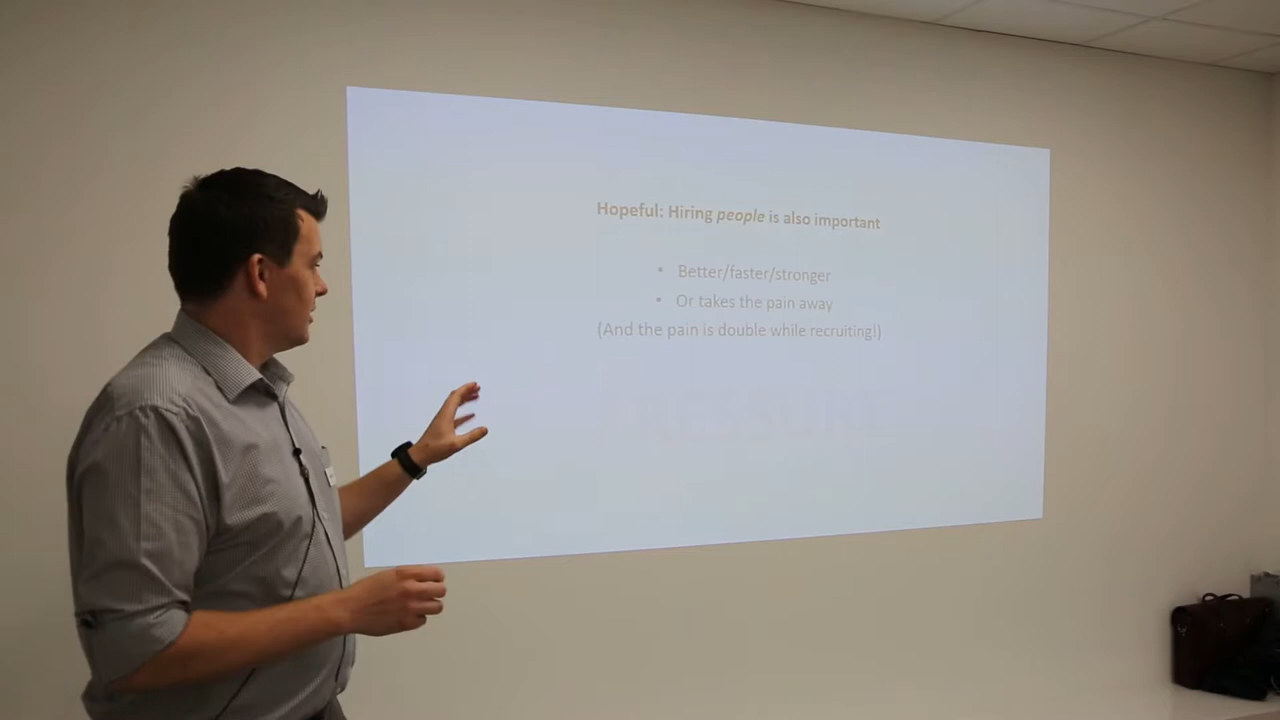 Hopeful: Hiring people is also important
• Better/faster/stronger
• Or takes the pain away
(And the pain is double while recruiting!)